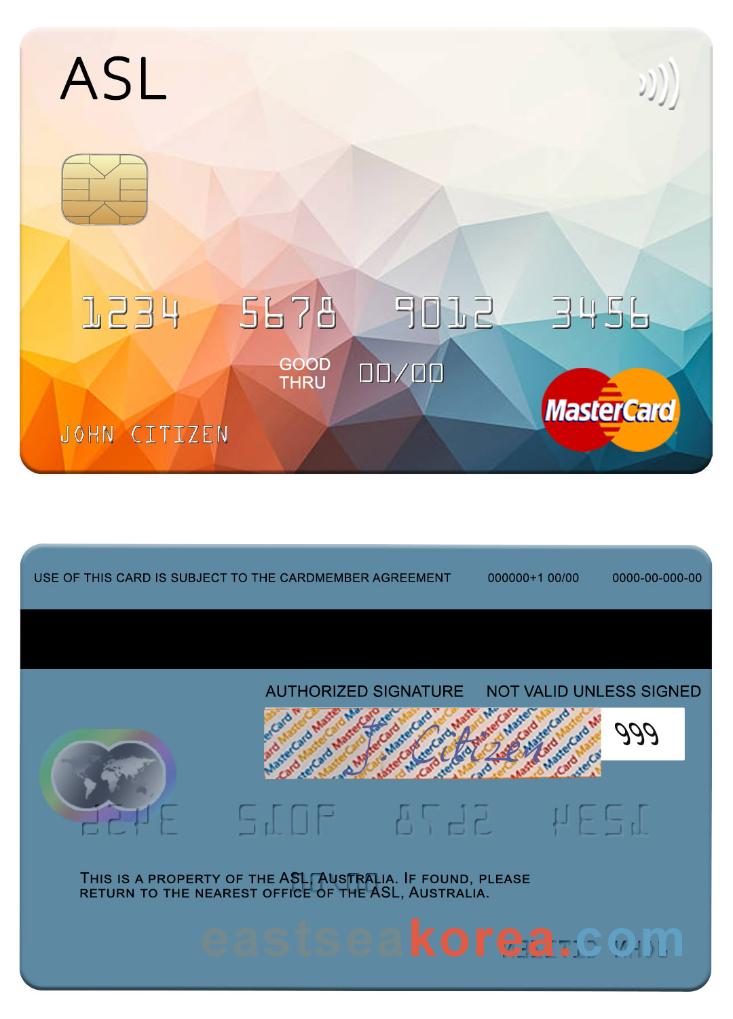 ASL
1234 5678 9012 3456
GOOD THRU 00/00
JOHN CITIZEN
MasterCard
USE OF THIS CARD IS SUBJECT TO THE CARDMEMBER AGREEMENT 000000+1 00/00 0000-00-000-00
AUTHORIZED SIGNATURE NOT VALID UNLESS SIGNED
J. Citizen 999
THIS IS A PROPERTY OF THE ASL, AUSTRALIA. IF FOUND, PLEASE
RETURN TO THE NEAREST OFFICE OF THE ASL, AUSTRALIA.
eastseakorea.com